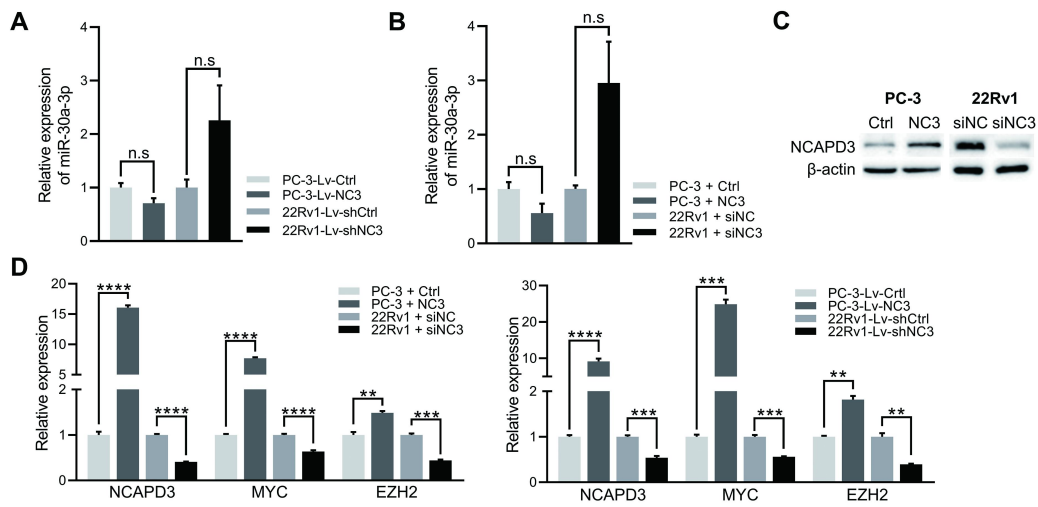 A
Relative expression
of miR-30a-3p
4
3
2
1
0
n.s
n.s
PC-3-Lv-Ctrl
PC-3-Lv-NC3
22Rv1-Lv-shCtrl
22Rv1-Lv-shNC3
B
Relative expression
of miR-30a-3p
4
3
2
1
0
n.s
n.s
PC-3 + Ctrl
PC-3 + NC3
22Rv1 + siNC
22Rv1 + siNC3
C
PC-3 22Rv1
Ctrl NC3 siNC siNC3
NCAPD3
β-actin
D
Relative expression
20
15
10
5
2
1
0
****
****
****
****
**
***
PC-3 + Ctrl
PC-3 + NC3
22Rv1 + siNC
22Rv1 + siNC3
NCAPD3 MYC EZH2
Relative expression
30
20
10
2
1
0
****
***
***
***
**
**
PC-3-Lv-Crtl
PC-3-Lv-NC3
22Rv1-Lv-shCtrl
22Rv1-Lv-shNC3
NCAPD3 MYC EZH2